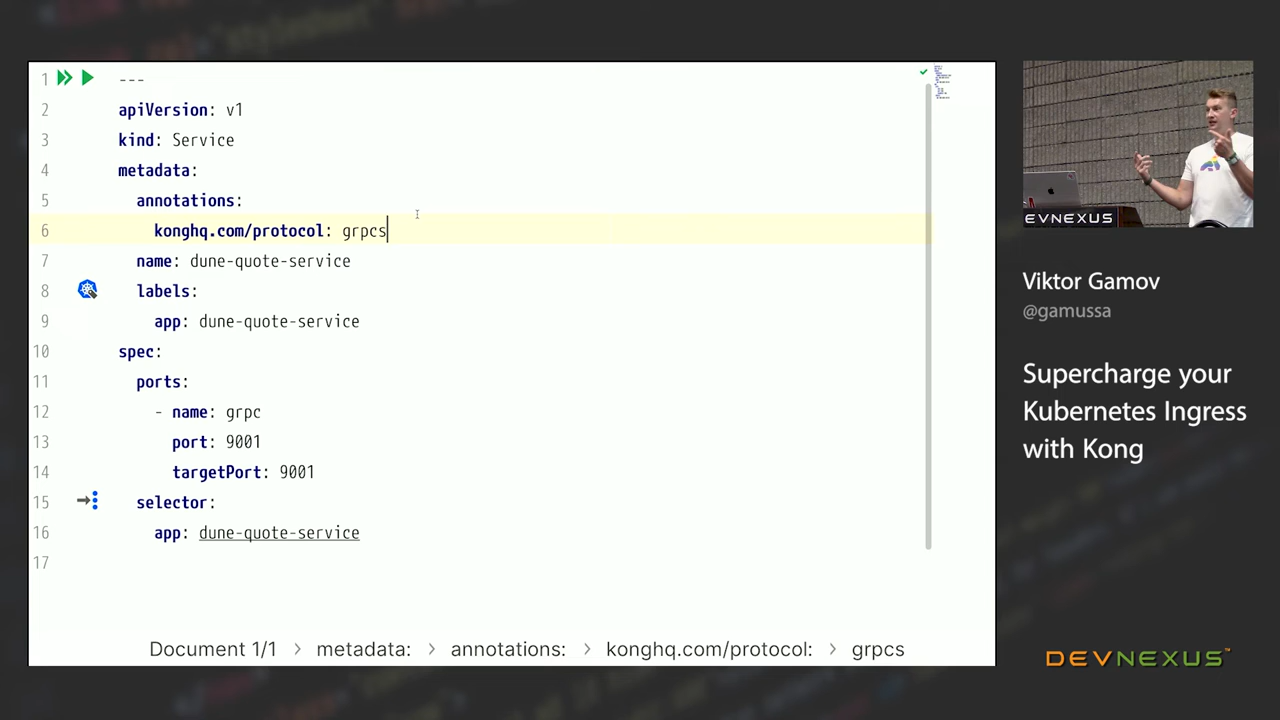 1 ---
2 apiVersion: v1
3 kind: Service
4 metadata:
5 annotations:
6 konghq.com/protocol: grpcs
7 name: dune-quote-service
8 labels:
9 app: dune-quote-service
10 spec:
11 ports:
12 - name: grpc
13 port: 9001
14 targetPort: 9001
15 selector:
16 app: dune-quote-service
17
Document 1/1 > metadata: > annotations: > konghq.com/protocol: > grpcs
EVNEXUS
Viktor Gamov
@gamussa
Supercharge your
Kubernetes Ingress
with Kong
DEVNEXUS™